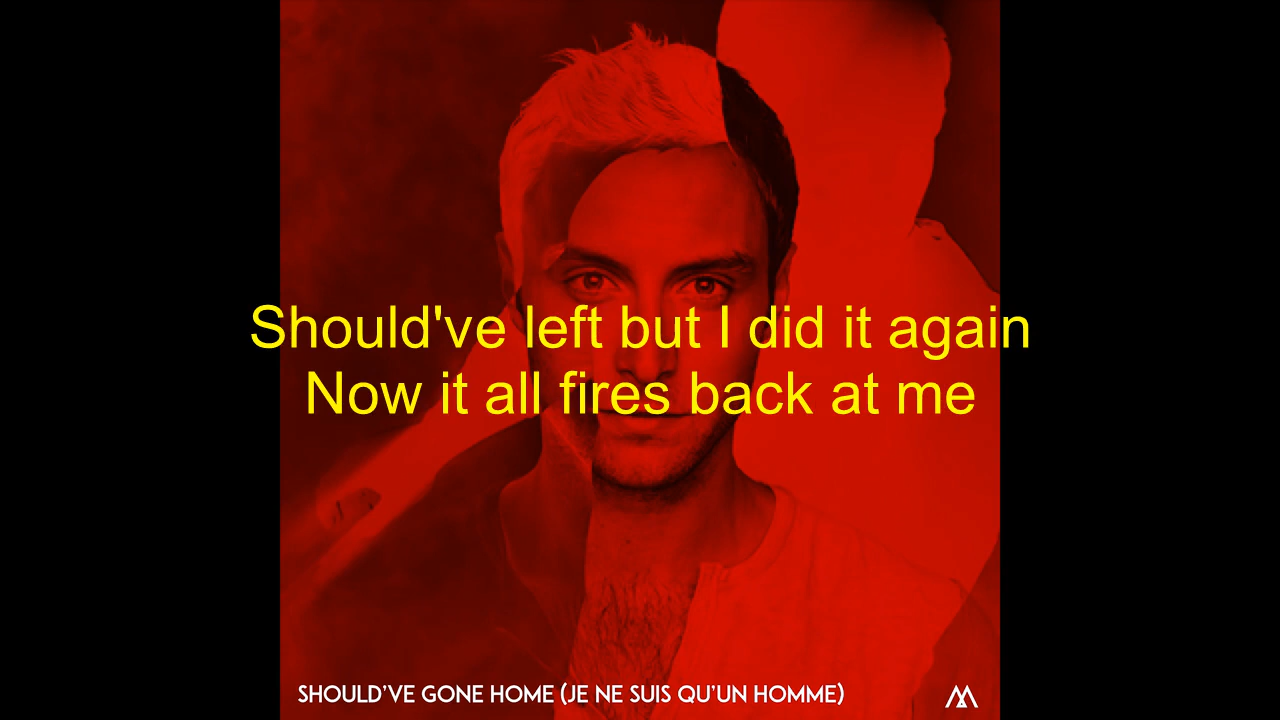 Should've left but I did it again
Now it all fires back at me
SHOULD'VE GONE HOME (JE NE SUIS QU'UN HOMME)